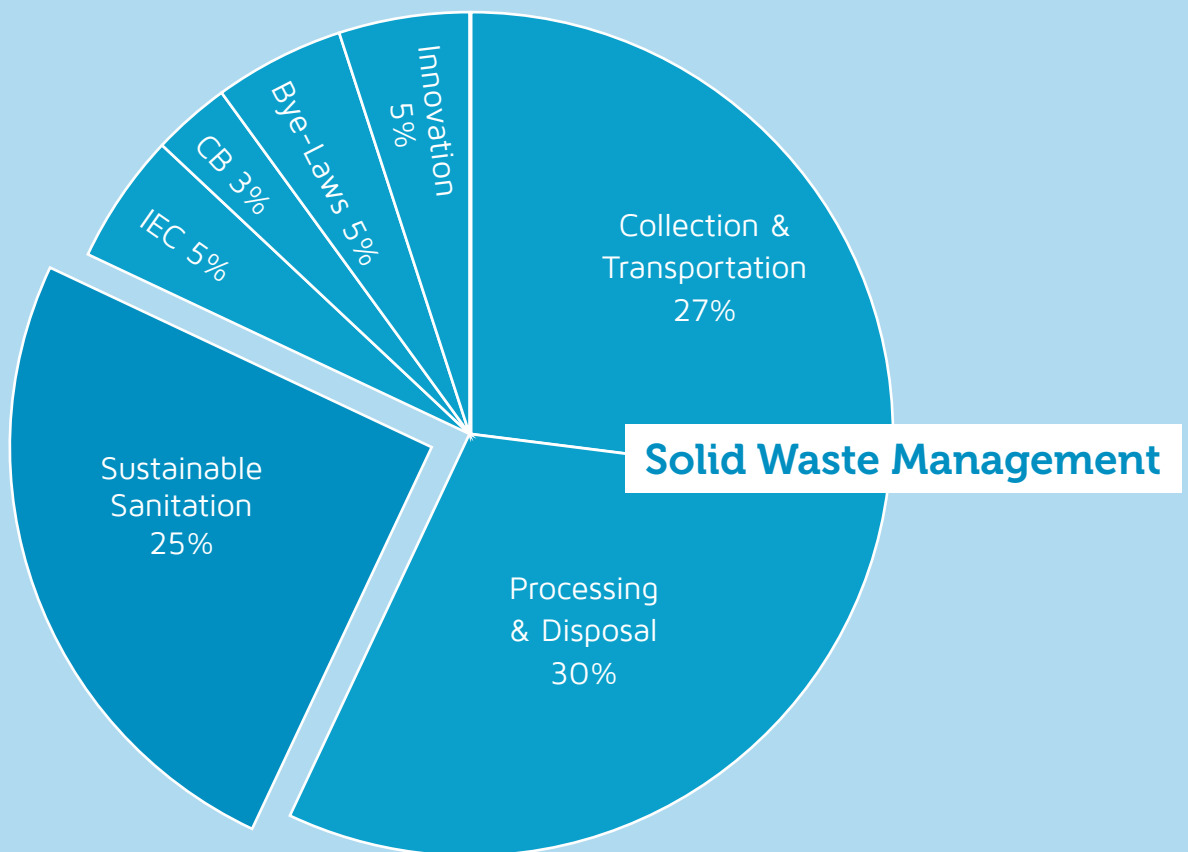 Innovation
5%
Bye-Laws 5%
CB 3%
IEC 5%
Collection &
Transportation
27%
Solid Waste Management
Sustainable
Sanitation
25%
Processing
& Disposal
30%